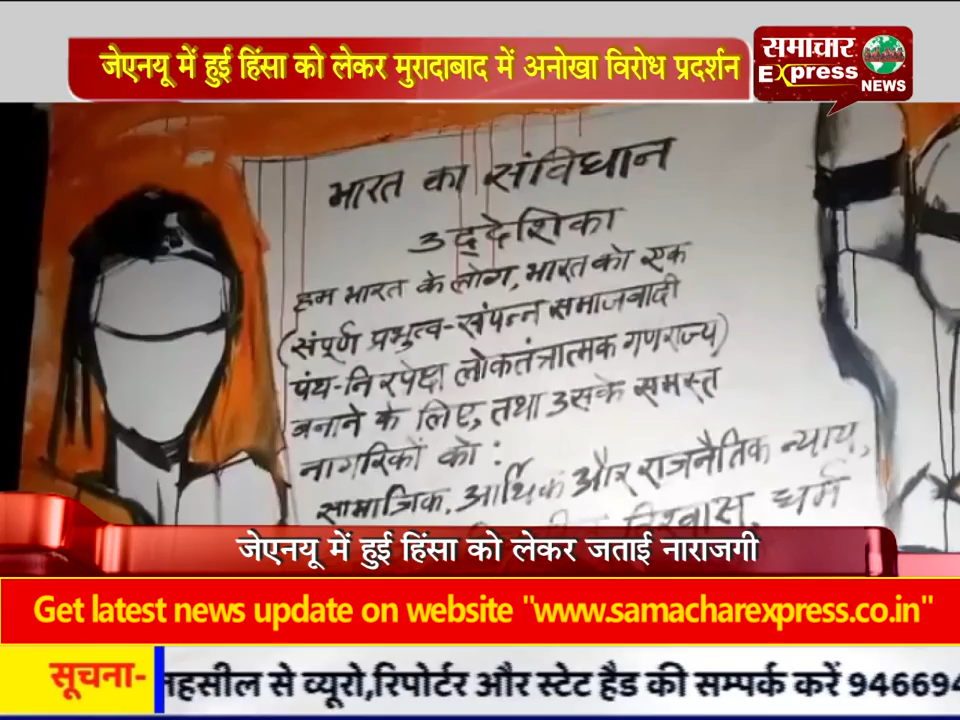 जेएनयू में हुई हिंसा को लेकर मुरादाबाद में अनोखा विरोध प्रदर्शन
समाचार
Express
NEWS
भारत का संविधान
उद्देशिका
हम भारत के लोग, भारत को एक
(संपूर्ण प्रभुत्व-संपन्न समाजवादी
पंथ-निरपेक्ष लोकतंत्रात्मक गणराज्य)
बनाने के लिए, तथा उसके समस्त
नागरिकों को:
सामाजिक, आर्थिक और राजनैतिक न्याय,
विश्वास, धर्म
जेएनयू में हुई हिंसा को लेकर जताई नाराजगी
Get latest news update on website "www.samacharexpress.co.in"
सूचना- हसील से व्यूरो,रिपोर्टर और स्टेट हैड की सम्पर्क करें 94669